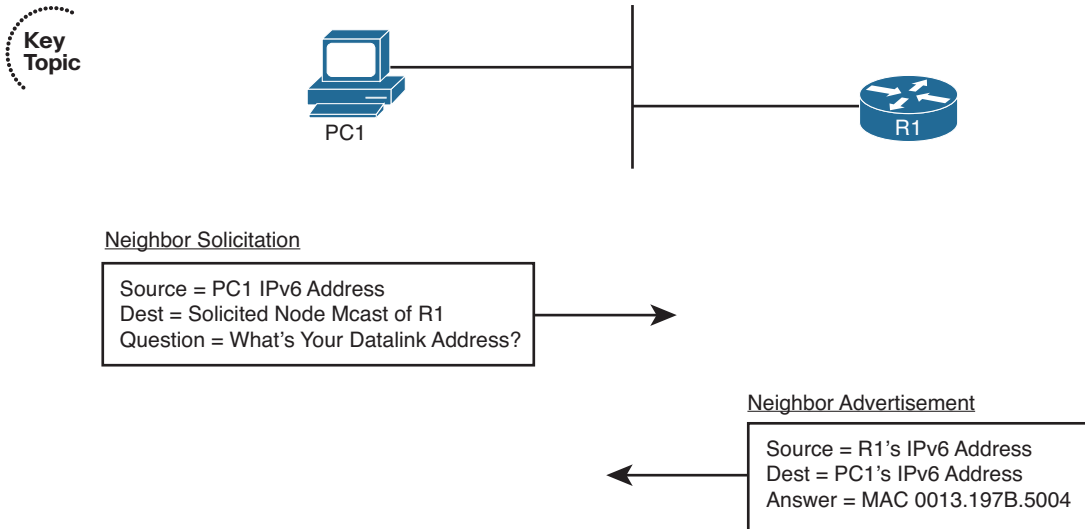 Key
Topic
PC1
R1
Neighbor Solicitation
Source = PC1 IPv6 Address
Dest = Solicited Node Mcast of R1
Question = What's Your Datalink Address?
Neighbor Advertisement
Source = R1's IPv6 Address
Dest = PC1's IPv6 Address
Answer = MAC 0013.197B.5004